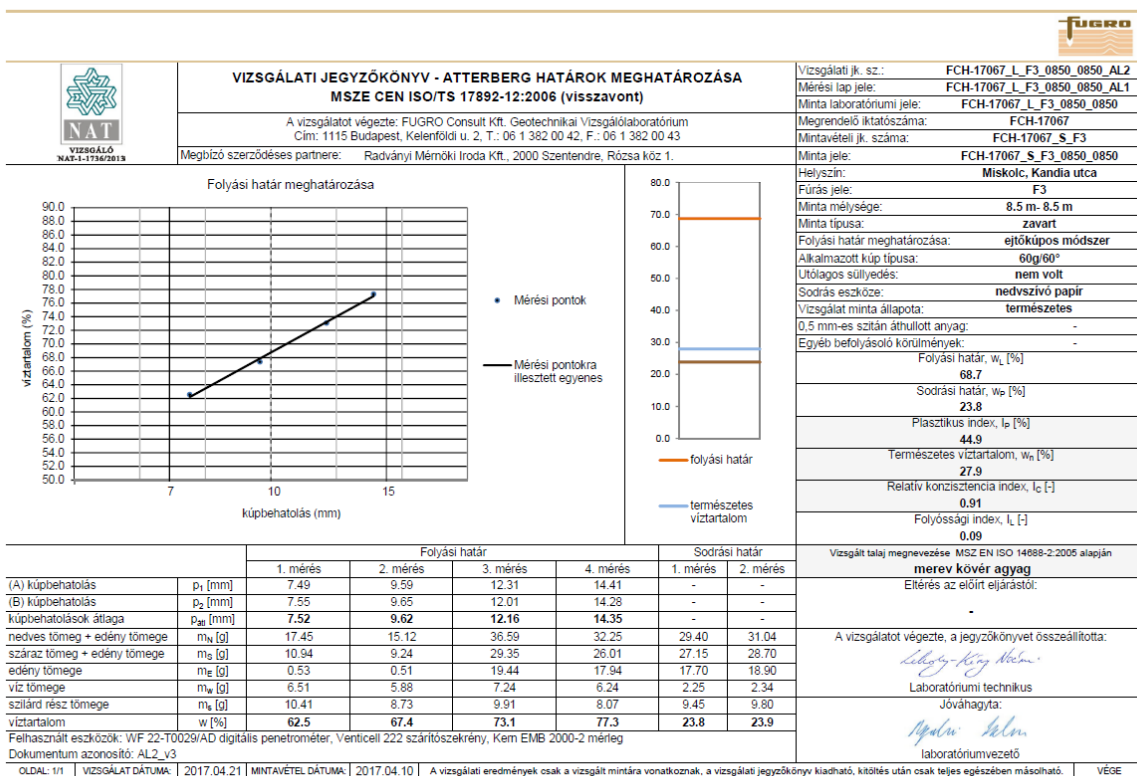 FUGRO
NAT
VIZSGÁLÓ
NAT-1-1736/2013
VIZSGÁLATI JEGYZŐKÖNYV - ATTERBERG HATÁROK MEGHATÁROZÁSA
MSZE CEN ISO/TS 17892-12:2006 (visszavont)
A vizsgálatot végezte: FUGRO Consult Kft. Geotechnikai Vizsgálólaboratórium
Cím: 1115 Budapest, Kelenföldi u. 2, T.: 06 1 382 00 42, F.: 06 1 382 00 43
Megbízó szerződéses partnere: Radványi Mérnöki Iroda Kft., 2000 Szentendre, Rózsa köz 1.
Vizsgálati jk. sz.: FCH-17067_L_F3_0850_0850_AL2
Mérési lap jele: FCH-17067_L_F3_0850_0850_AL1
Minta laboratóriumi jele: FCH-17067_L_F3_0850_0850
Megrendelő iktatószáma: FCH-17067
Mintavételi jk. száma: FCH-17067_S_F3
Minta jele: FCH-17067_S_F3_0850_0850
Helyszín: Miskolc, Kandia utca
Fúrás jele: F3
Minta mélysége: 8.5 m- 8.5 m
Minta típusa: zavart
Folyási határ meghatározása: ejtőkúpos módszer
Alkalmazott kúp típusa: 60g/60°
Utólagos süllyedés: nem volt
Sodrás eszköze: nedvszívó papír
Vizsgálat minta állapota: természetes
0,5 mm-es szitán áthullott anyag: -
Egyéb befolyásoló körülmények: -
Folyási határ, wL [%]
68.7
Sodrási határ, wP [%]
23.8
Plasztikus index, IP [%]
44.9
Természetes víztartalom, wn [%]
27.9
Relatív konzisztencia index, IC [-]
0.91
Folyóssági index, IL [-]
0.09
Vizsgált talaj megnevezése MSZ EN ISO 14688-2:2005 alapján
merev kövér agyag
Eltérés az előírt eljárástól:
-
A vizsgálatot végezte, a jegyzőkönyvet összeállította:
Laboratóriumi technikus
Jóváhagyta:
laboratóriumvezető
Folyási határ meghatározása
90.0
88.0
86.0
84.0
82.0
80.0
78.0
76.0
74.0
72.0
70.0
68.0
66.0
64.0
62.0
60.0
58.0
56.0
54.0
52.0
50.0
víztartalom (%)
7 10 15
kúpbehatolás (mm)
Mérési pontok
Mérési pontokra
illesztett egyenes
80.0
70.0
60.0
50.0
40.0
30.0
20.0
10.0
0.0
folyási határ
természetes
víztartalom
Folyási határ Sodrási határ
1. mérés 2. mérés 3. mérés 4. mérés 1. mérés 2. mérés
(A) kúpbehatolás p1 [mm] 7.49 9.59 12.31 14.41 - -
(B) kúpbehatolás p2 [mm] 7.55 9.65 12.01 14.28 - -
kúpbehatolások átlaga pátl [mm] 7.52 9.62 12.16 14.35 - -
nedves tömeg + edény tömege mN [g] 17.45 15.12 36.59 32.25 29.40 31.04
száraz tömeg + edény tömege mS [g] 10.94 9.24 29.35 26.01 27.15 28.70
edény tömege mE [g] 0.53 0.51 19.44 17.94 17.70 18.90
víz tömege mw [g] 6.51 5.88 7.24 6.24 2.25 2.34
szilárd rész tömege ms [g] 10.41 8.73 9.91 8.07 9.45 9.80
víztartalom w [%] 62.5 67.4 73.1 77.3 23.8 23.9
Felhasznált eszközök: WF 22-T0029/AD digitális penetrométer, Venticell 222 szárítószekrény, Kern EMB 2000-2 mérleg
Dokumentum azonosító: AL2_v3
OLDAL: 1/1 VIZSGÁLAT DÁTUMA: 2017.04.21 MINTAVÉTEL DÁTUMA: 2017.04.10 A vizsgálati eredmények csak a vizsgált mintára vonatkoznak, a vizsgálati jegyzőkönyv kiadható, kitöltés után csak teljes egészében másolható. VÉGE